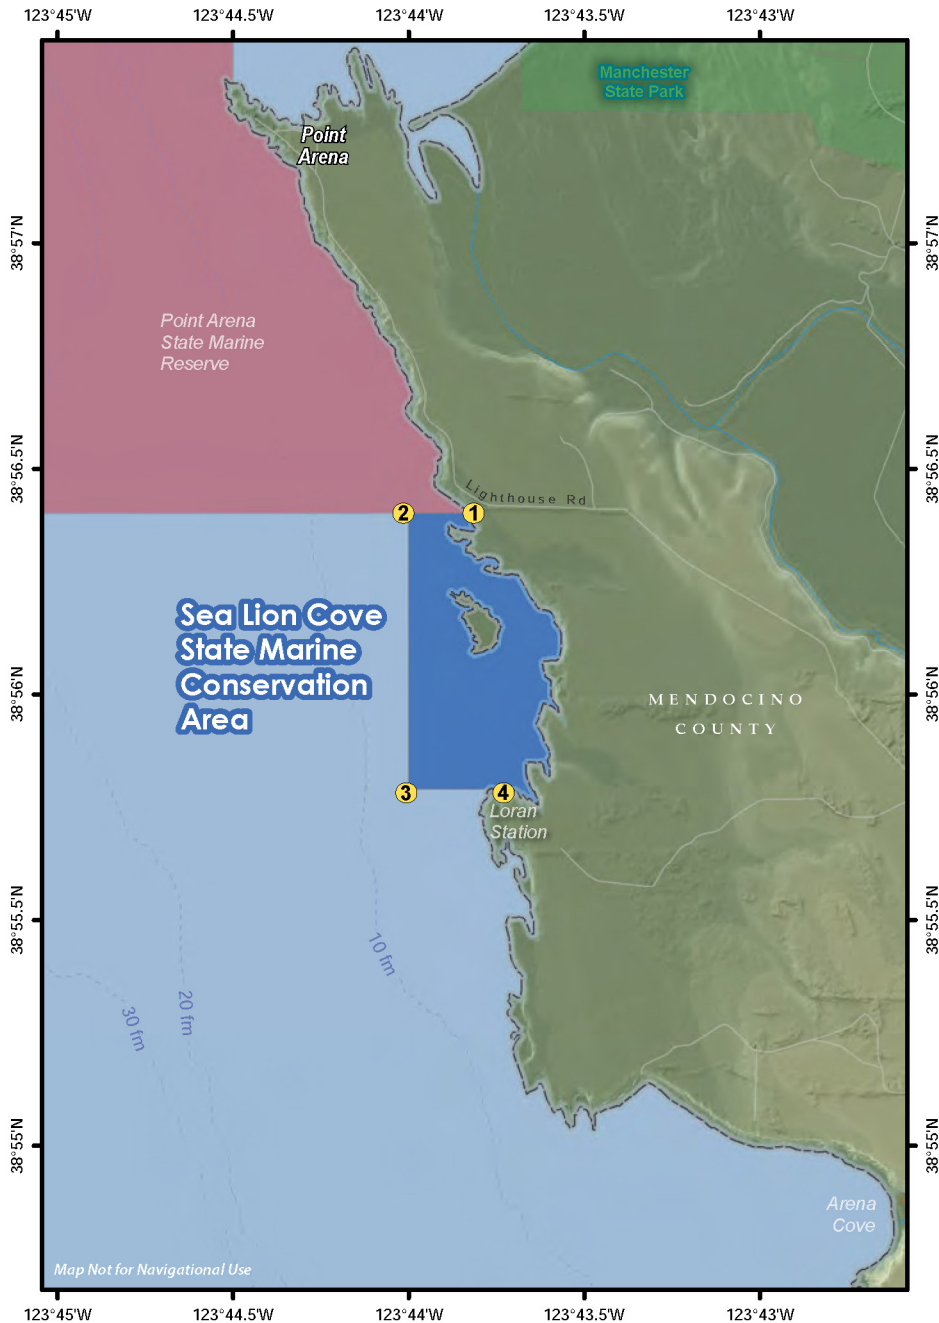 123°45'W
123°44.5'W
123°44'W
123°43.5'W
123°43'W
Manchester
State Park
Point
Arena
38°57'N
38°57'N
Point Arena
State Marine
Reserve
38°56.5'N
38°56.5'N
Lighthouse Rd
2
1
Sea Lion Cove
State Marine
Conservation
Area
38°56'N
38°56'N
MENDOCINO
COUNTY
3
4
Loran
Station
38°55.5'N
38°55.5'N
10 fm
20 fm
30 fm
38°55'N
38°55'N
Arena
Cove
Map Not for Navigational Use
123°45'W
123°44.5'W
123°44'W
123°43.5'W
123°43'W